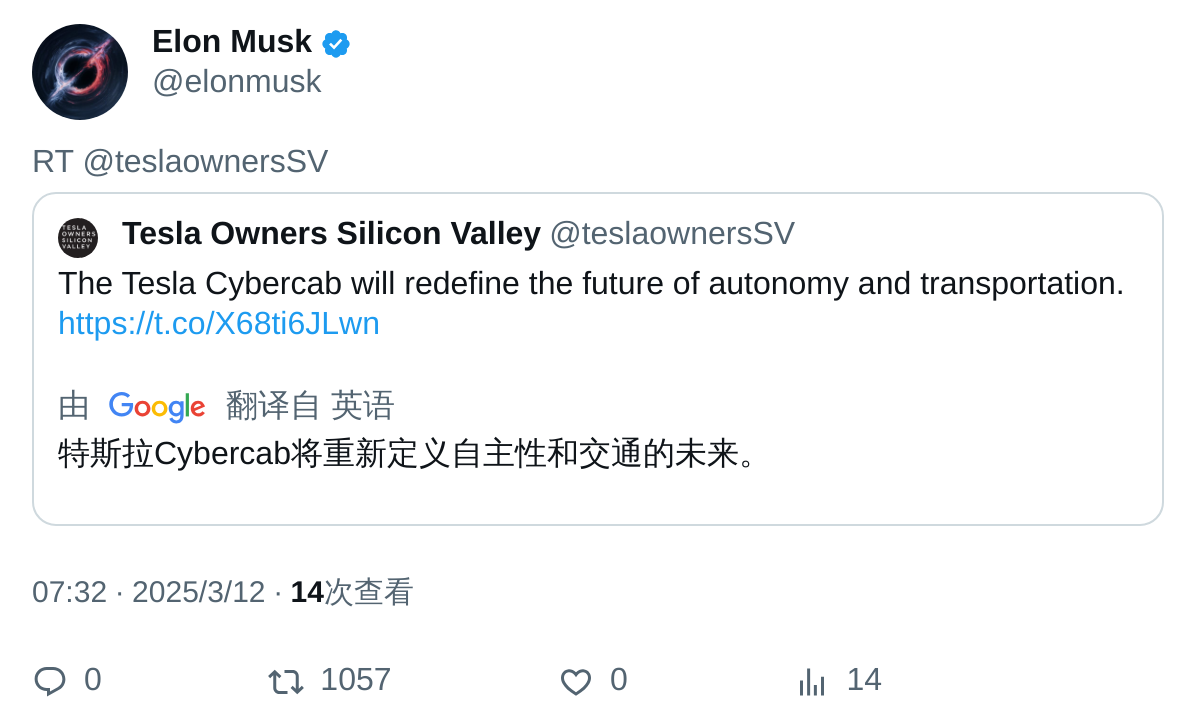 Elon Musk
@elonmusk
RT @teslaownersSV
TESLA
OWNERS
SILICON
VALLEY
Tesla Owners Silicon Valley @teslaownersSV
The Tesla Cybercab will redefine the future of autonomy and transportation.
https://t.co/X68ti6JLwn
由 Google 翻译自 英语
特斯拉Cybercab将重新定义自主性和交通的未来。
07:32 · 2025/3/12 · 14次查看
0 1057 0 14